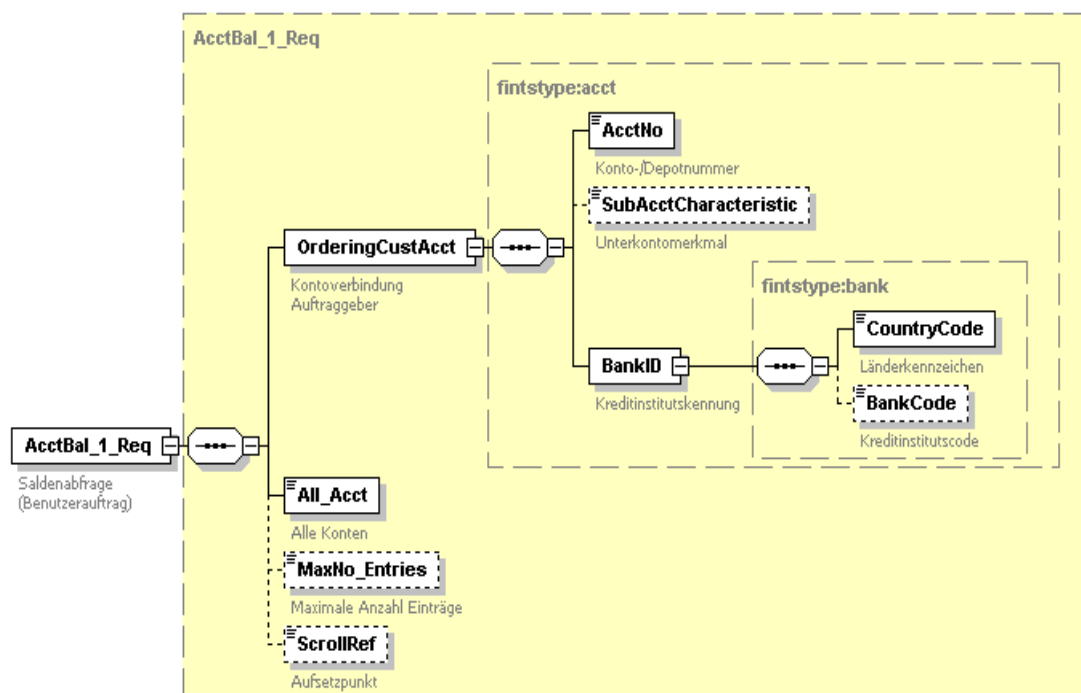 AcctBal_1_Req
fintstype:acct
AcctNo
Konto-/Depotnummer
SubAcctCharacteristic
Unterkontomerkmal
OrderingCustAcct
Kontoverbindung
Auftraggeber
fintstype:bank
CountryCode
Länderkennzeichen
BankID
Kreditinstitutskennung
BankCode
Kreditinstitutscode
AcctBal_1_Req
Saldenabfrage
(Benutzerauftrag)
All_Acct
Alle Konten
MaxNo_Entries
Maximale Anzahl Einträge
ScrollRef
Aufsetzpunkt